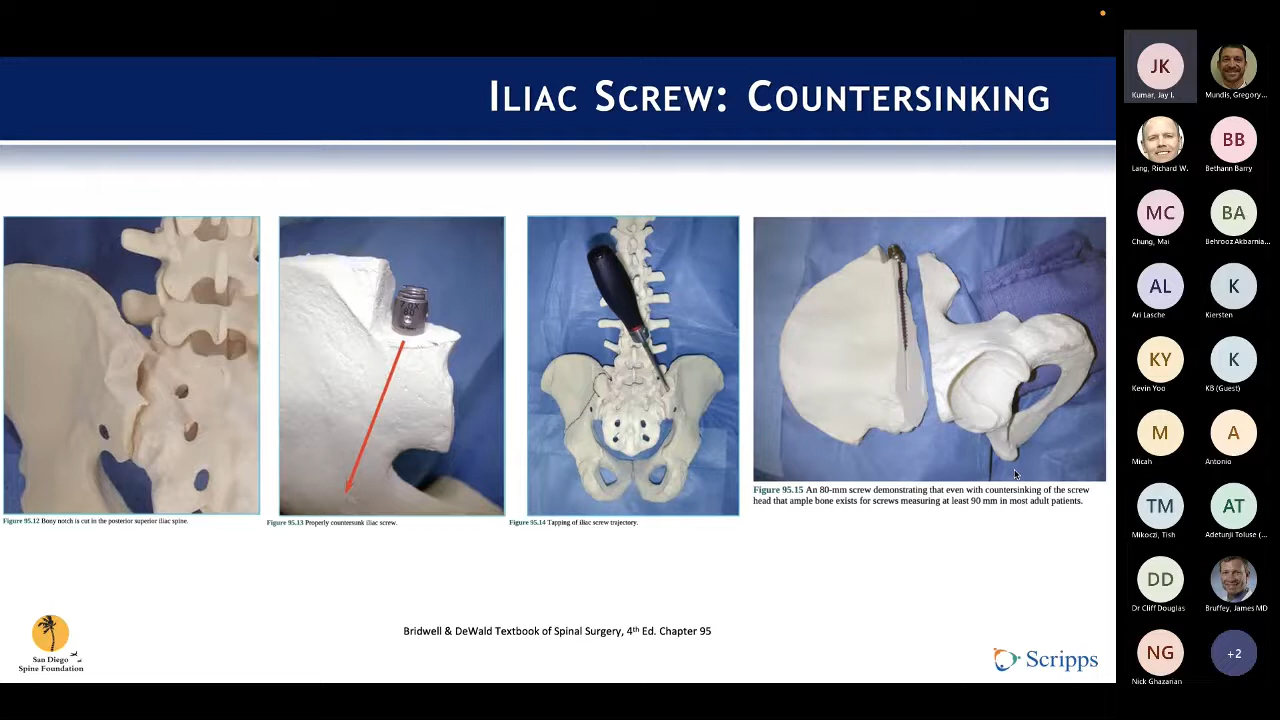 ILIAC SCREW: COUNTERSINKING
Figure 95.12 Bony notch is cut in the posterior superior iliac spine.
Figure 95.13 Properly countersunk iliac screw.
Figure 95.14 Tapping of iliac screw trajectory.
Figure 95.15 An 80-mm screw demonstrating that even with countersinking of the screw
head that ample bone exists for screws measuring at least 90 mm in most adult patients.
Bridwell & DeWald Textbook of Spinal Surgery, 4th Ed. Chapter 95
San Diego
Spine Foundation
Scripps
JK
Kumar, Jay I.
Mundis, Gregory...
Lang, Richard W.
BB
Bethann Barry
MC
Chung, Mai
BA
Behrooz Akbarnia...
AL
Ari Lasche
K
Kiersten
KY
Kevin Yoo
K
KB (Guest)
M
Micah
A
Antonio
TM
Mikoczi, Tish
AT
Adetunji Toluse (...
DD
Dr Cliff Douglas
Bruffey, James MD
NG
Nick Ghazarian
+2